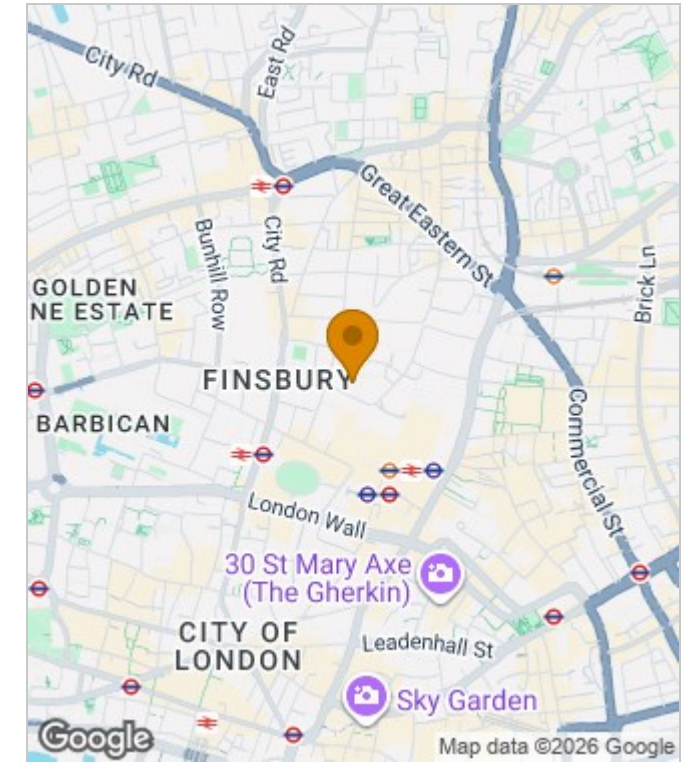 City Rd
East Rd
Great Eastern St
City Rd
Bunhill Row
Brick Ln
GOLDEN
NE ESTATE
FINSBURY
BARBICAN
Commercial St
London Wall
30 St Mary Axe
(The Gherkin)
CITY OF
LONDON
Leadenhall St
Sky Garden
Google
Map data ©2026 Google